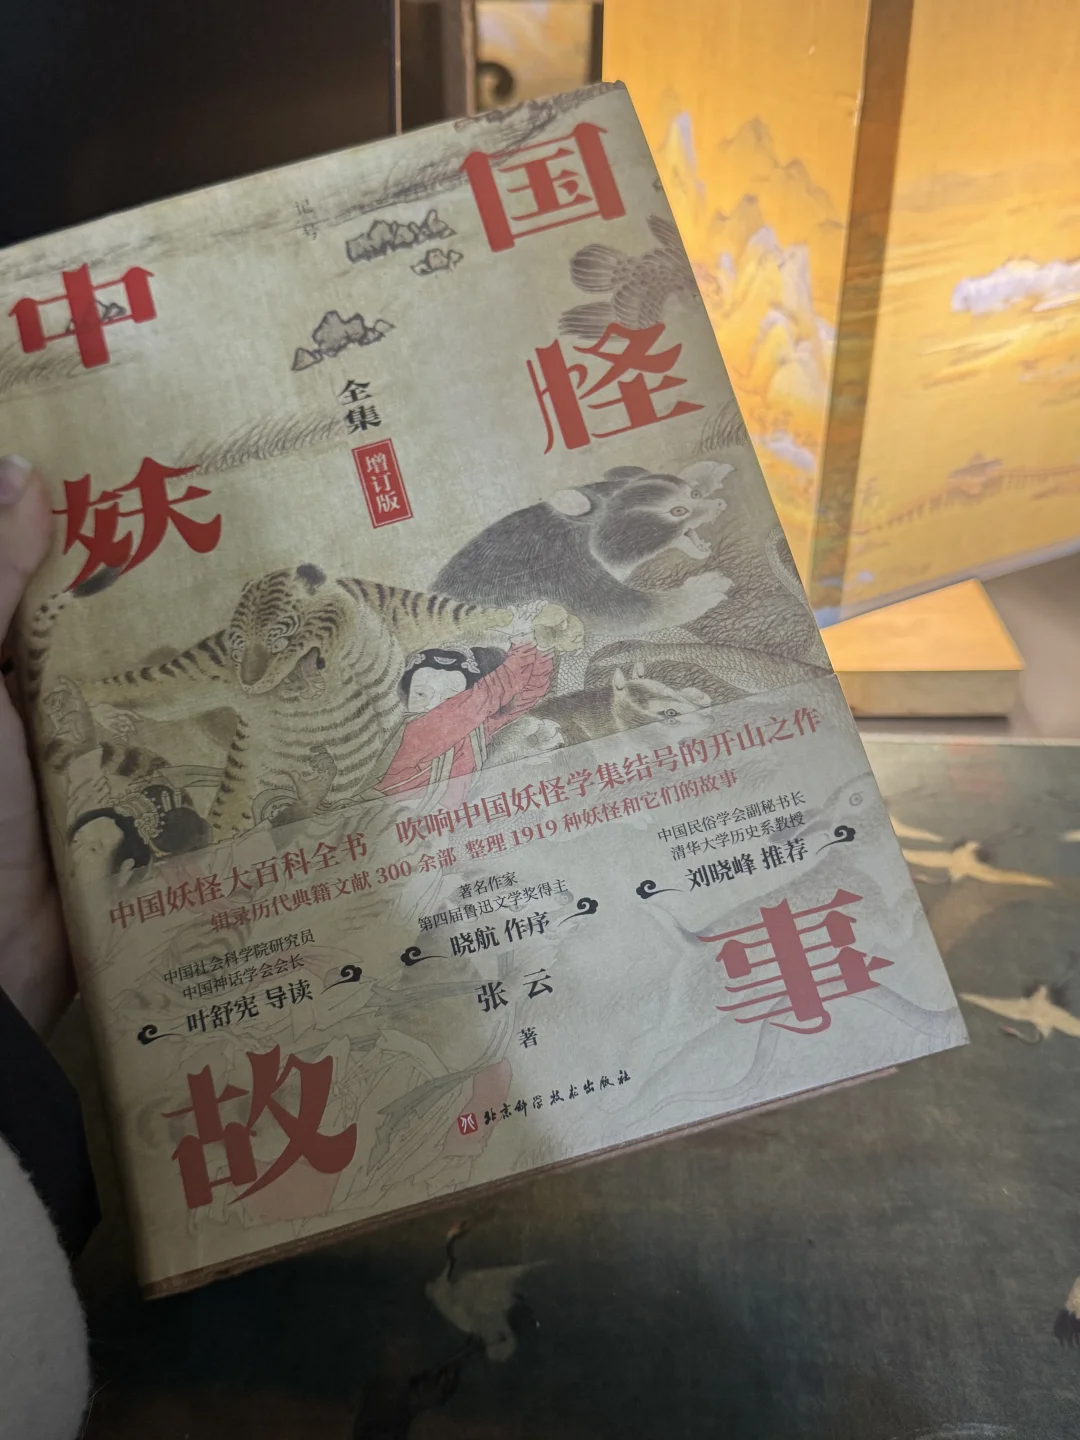 中国
妖怪
故事
记号
全集
增订版
中国妖怪大百科全书 吹响中国妖怪学集结号的开山之作
辑录历代典籍文献 300 余部 整理 1919 种妖怪和它们的故事
中国社会科学院研究员
中国神话学会会长
叶舒宪 导读
著名作家
第四届鲁迅文学奖得主
晓航 作序
中国民俗学会副秘书长
清华大学历史系教授
刘晓峰 推荐
张云
著
北京科学技术出版社